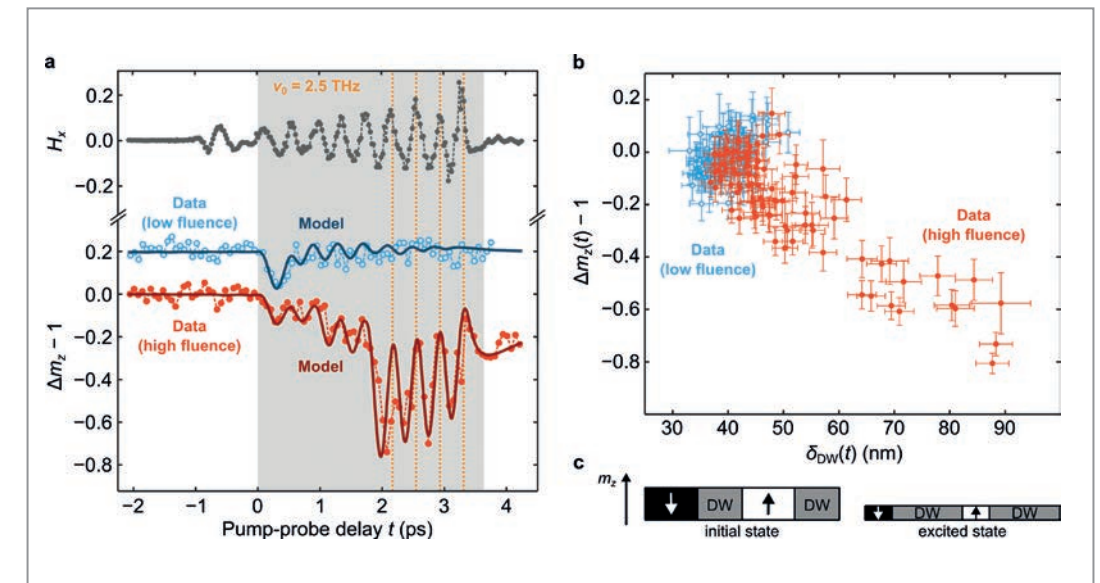 a
ν₀ = 2.5 THz
0.2
0.0
−0.2
Hₓ
Data
(low fluence)
Model
0.2
0.0
Data
(high fluence)
Model
−0.2
−0.4
−0.6
−0.8
Δm_z − 1
−2 −1 0 1 2 3 4
Pump-probe delay t (ps)
b
0.2
0.0
−0.2
−0.4
−0.6
−0.8
Δm_z(t) − 1
Data
(high fluence)
Data
(low fluence)
30 40 50 60 70 80 90
δ_DW(t) (nm)
c
m_z
DW DW
initial state
DW DW
excited state